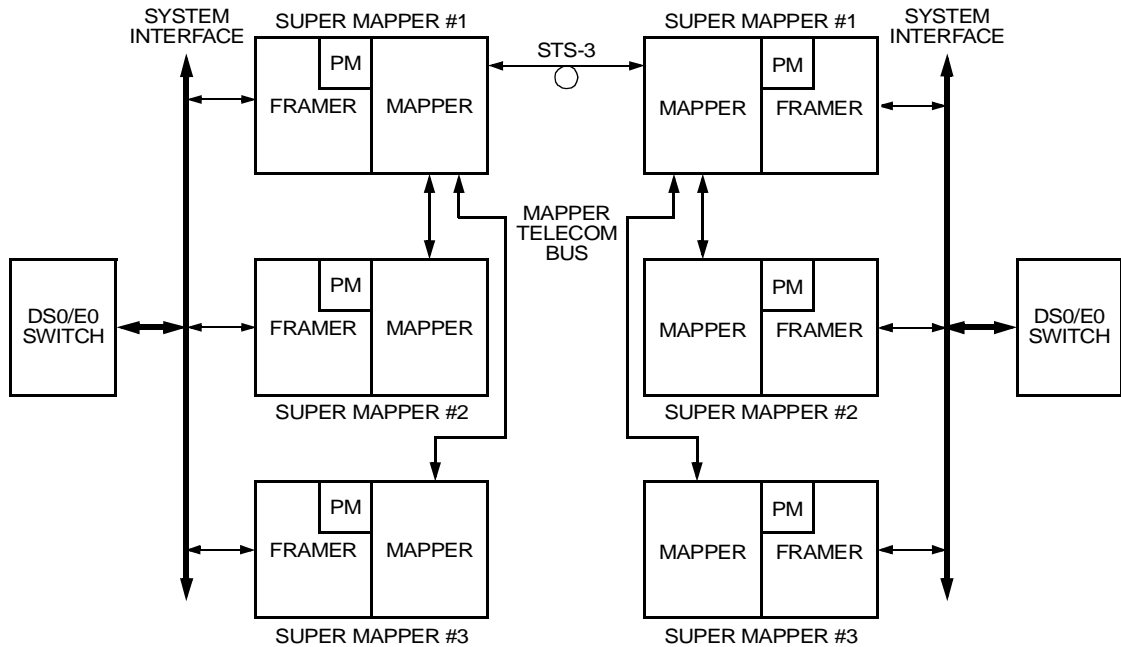 SYSTEM
INTERFACE
SUPER MAPPER #1
SUPER MAPPER #1
SYSTEM
INTERFACE
STS-3
PM
FRAMER
MAPPER
PM
MAPPER
FRAMER
MAPPER
TELECOM
BUS
DS0/E0
SWITCH
PM
FRAMER
MAPPER
SUPER MAPPER #2
PM
MAPPER
FRAMER
SUPER MAPPER #2
DS0/E0
SWITCH
PM
FRAMER
MAPPER
SUPER MAPPER #3
PM
MAPPER
FRAMER
SUPER MAPPER #3